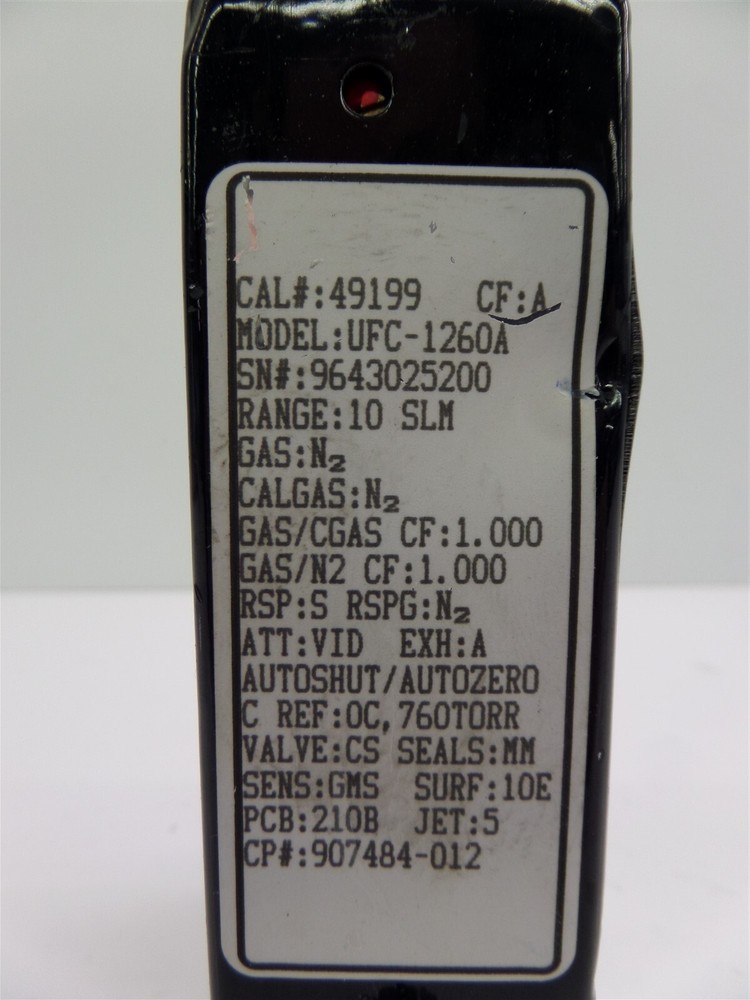 CAL#:49199 CF:A
MODEL:UFC-1260A
SN#:9643025200
RANGE:10 SLM
GAS:N₂
CALGAS:N₂
GAS/CGAS CF:1.000
GAS/N2 CF:1.000
RSP:S RSPG:N₂
ATT:VID EXH:A
AUTOSHUT/AUTOZERO
C REF:0C,760TORR
VALVE:CS SEALS:MM
SENS:GMS SURF:10E
PCB:210B JET:5
CP#:907484-012